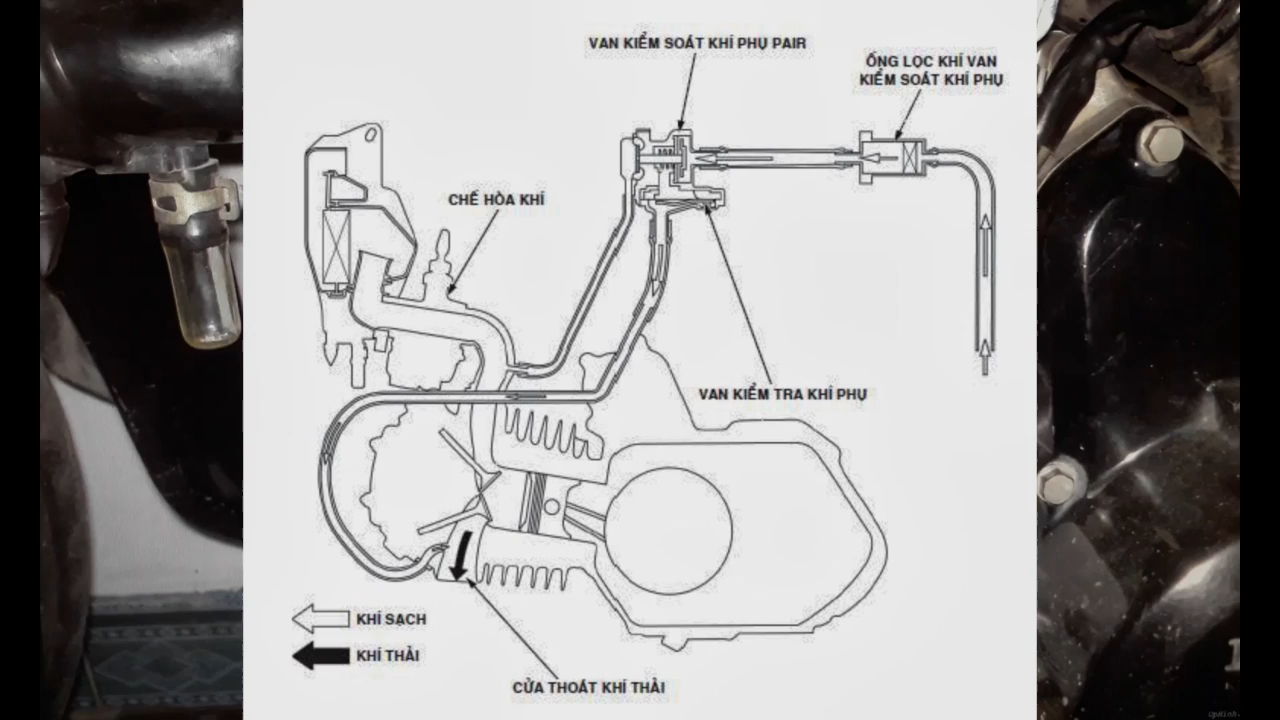 VAN KIỂM SOÁT KHÍ PHỤ PAIR
ỐNG LỌC KHÍ VAN
KIỂM SOÁT KHÍ PHỤ
CHẾ HÒA KHÍ
VAN KIỂM TRA KHÍ PHỤ
KHÍ SẠCH
KHÍ THẢI
CỬA THOÁT KHÍ THẢI